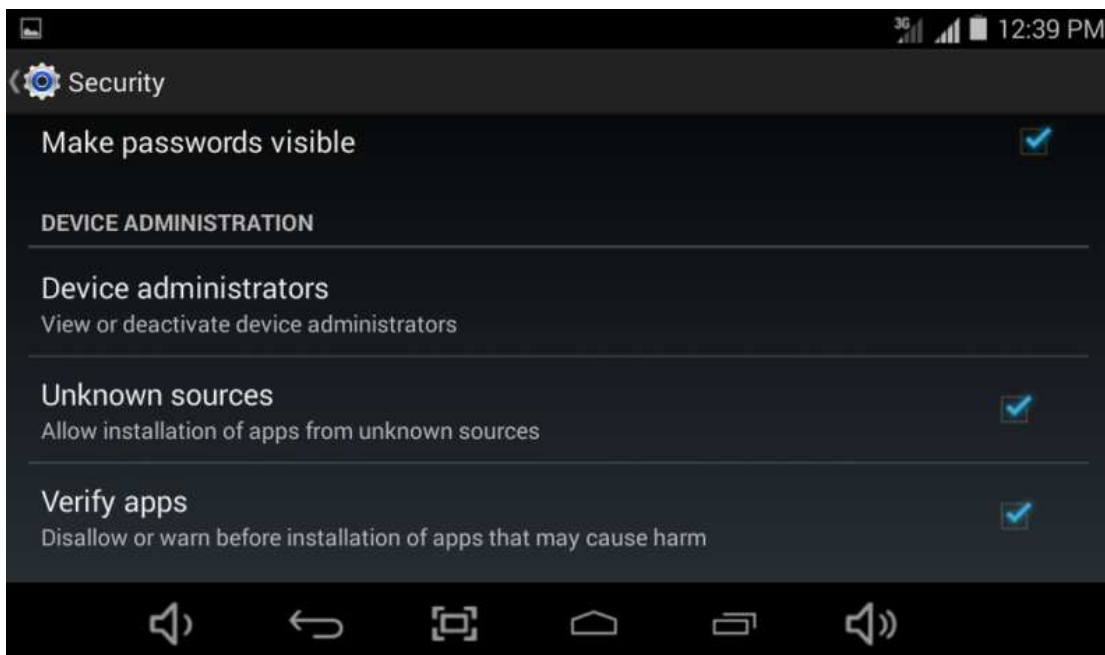 3G 12:39 PM
Security
Make passwords visible
DEVICE ADMINISTRATION
Device administrators
View or deactivate device administrators
Unknown sources
Allow installation of apps from unknown sources
Verify apps
Disallow or warn before installation of apps that may cause harm